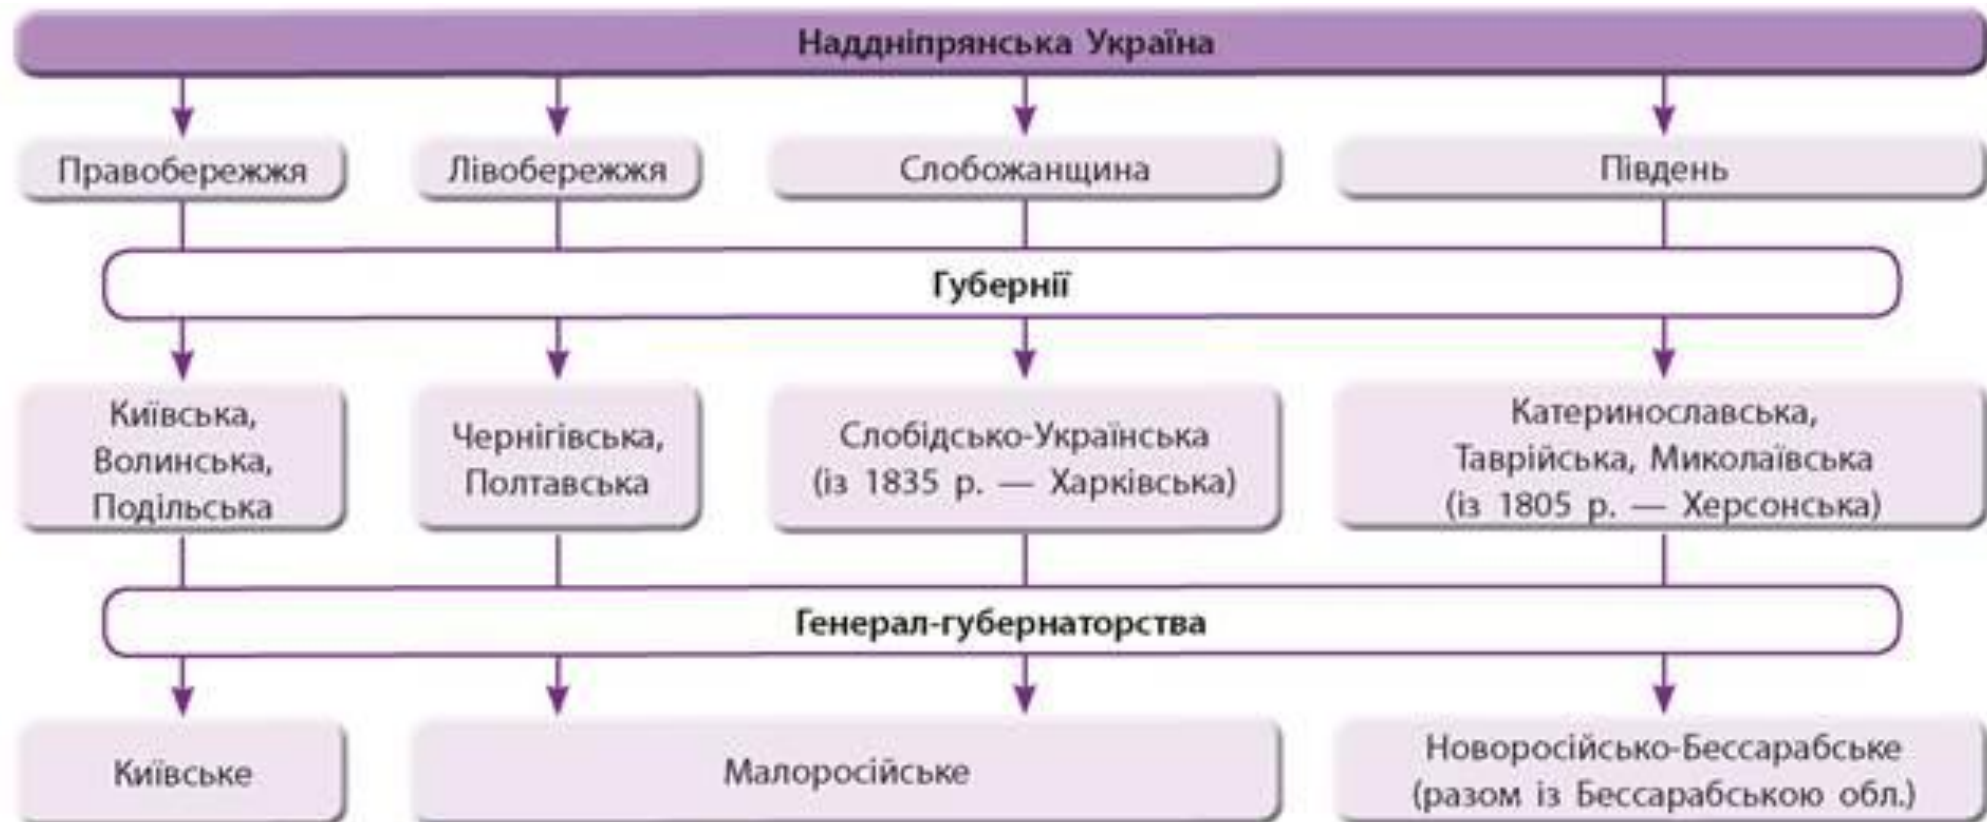 Наддніпрянська Україна
Правобережжя
Лівобережжя
Слобожанщина
Південь
Губернії
Київська,
Волинська,
Подільська
Чернігівська,
Полтавська
Слобідсько-Українська
(із 1835 р. — Харківська)
Катеринославська,
Таврійська, Миколаївська
(із 1805 р. — Херсонська)
Генерал-губернаторства
Київське
Малоросійське
Новоросійсько-Бессарабське
(разом із Бессарабською обл.)